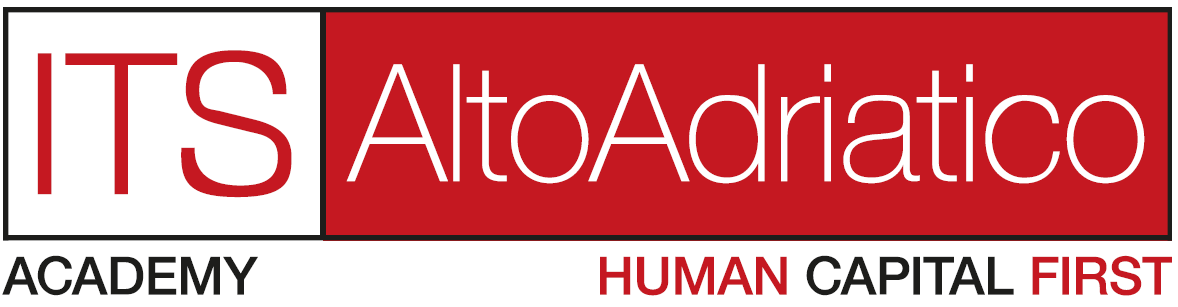 ITS AltoAdriatico
ACADEMY HUMAN CAPITAL FIRST